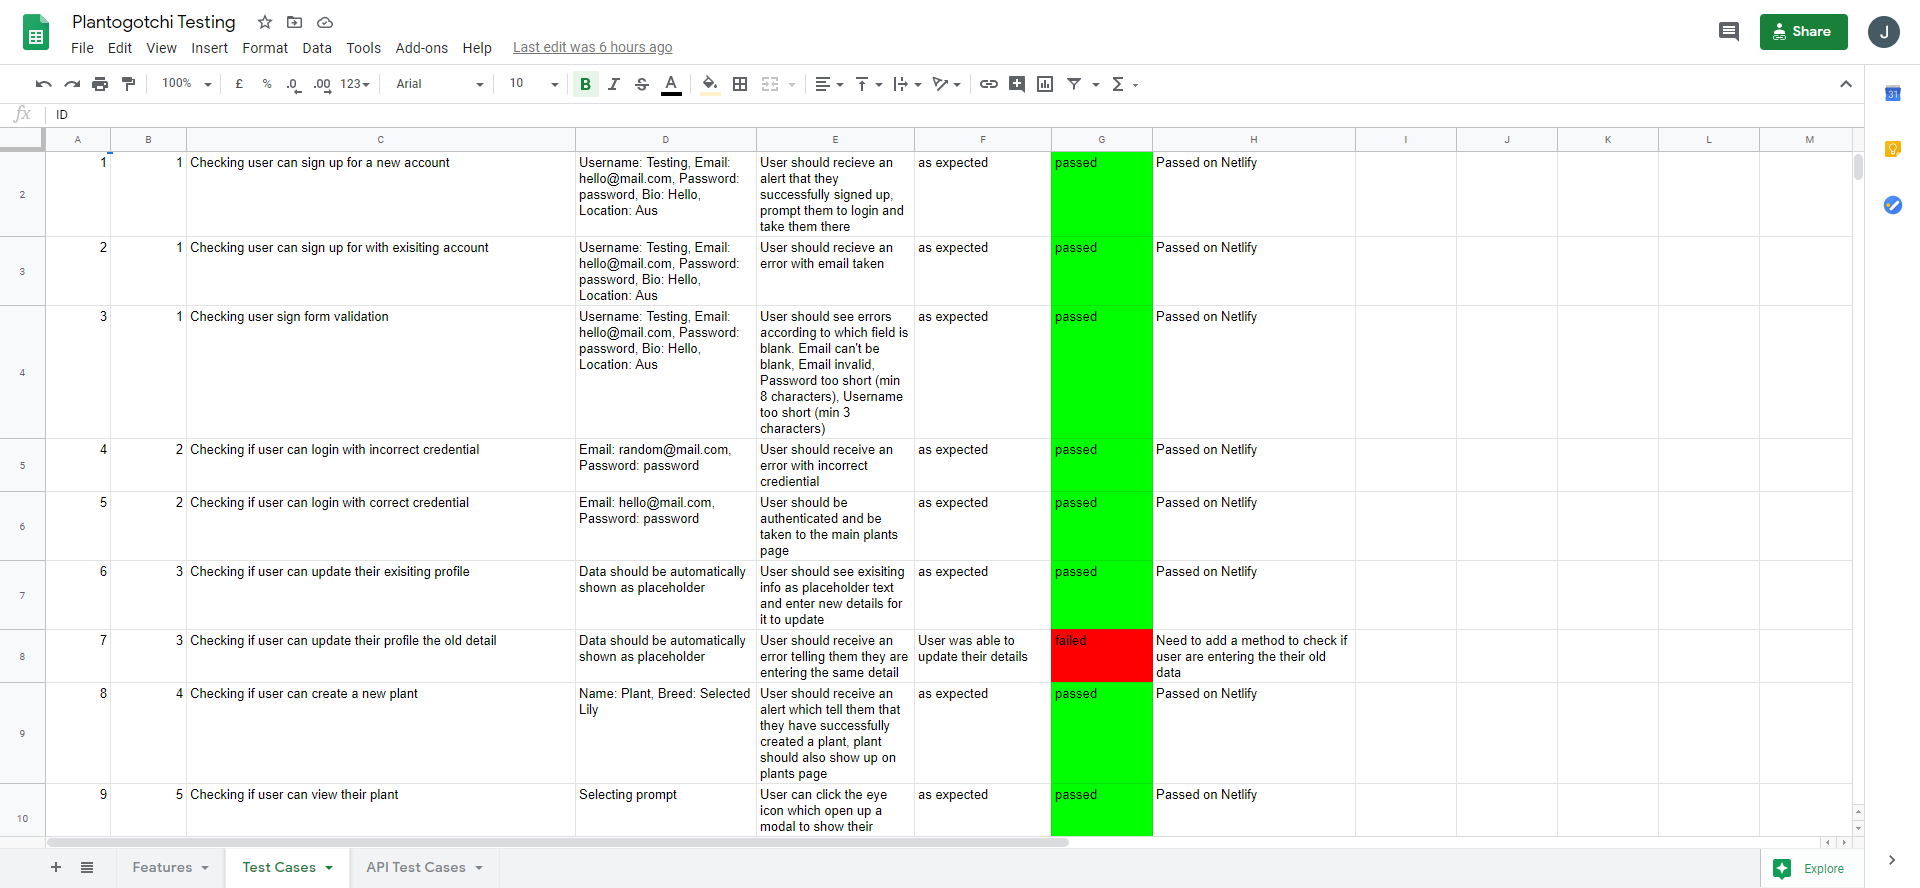 Plantogotchi Testing
File Edit View Insert Format Data Tools Add-ons Help Last edit was 6 hours ago
Share
J
100% £ % .0 .00 123 Arial 10 B I S A Σ
31
fx ID
A B C D E F G H I J K L M
2
1 1 Checking user can sign up for a new account
Username: Testing, Email:
hello@mail.com, Password:
password, Bio: Hello,
Location: Aus
User should recieve an
alert that they
successfully signed up,
prompt them to login and
take them there
as expected
passed
Passed on Netlify
3
2 1 Checking user can sign up for with exisiting account
Username: Testing, Email:
hello@mail.com, Password:
password, Bio: Hello,
Location: Aus
User should recieve an
error with email taken
as expected
passed
Passed on Netlify
4
3 1 Checking user sign form validation
Username: Testing, Email:
hello@mail.com, Password:
password, Bio: Hello,
Location: Aus
User should see errors
according to which field is
blank. Email can't be
blank, Email invalid,
Password too short (min
8 characters), Username
too short (min 3
characters)
as expected
passed
Passed on Netlify
5
4 2 Checking if user can login with incorrect credential
Email: random@mail.com,
Password: password
User should receive an
error with incorrect
crediential
as expected
passed
Passed on Netlify
6
5 2 Checking if user can login with correct credential
Email: hello@mail.com,
Password: password
User should be
authenticated and be
taken to the main plants
page
as expected
passed
Passed on Netlify
7
6 3 Checking if user can update their exisiting profile
Data should be automatically
shown as placeholder
User should see exisiting
info as placeholder text
and enter new details for
it to update
as expected
passed
Passed on Netlify
8
7 3 Checking if user can update their profile the old detail
Data should be automatically
shown as placeholder
User should receive an
error telling them they are
entering the same detail
User was able to
update their details
failed
Need to add a method to check if
user are entering the their old
data
9
8 4 Checking if user can create a new plant
Name: Plant, Breed: Selected
Lily
User should receive an
alert which tell them that
they have successfully
created a plant, plant
should also show up on
plants page
as expected
passed
Passed on Netlify
10
9 5 Checking if user can view their plant
Selecting prompt
User can click the eye
icon which open up a
modal to show their
as expected
passed
Passed on Netlify
Features Test Cases API Test Cases
Explore